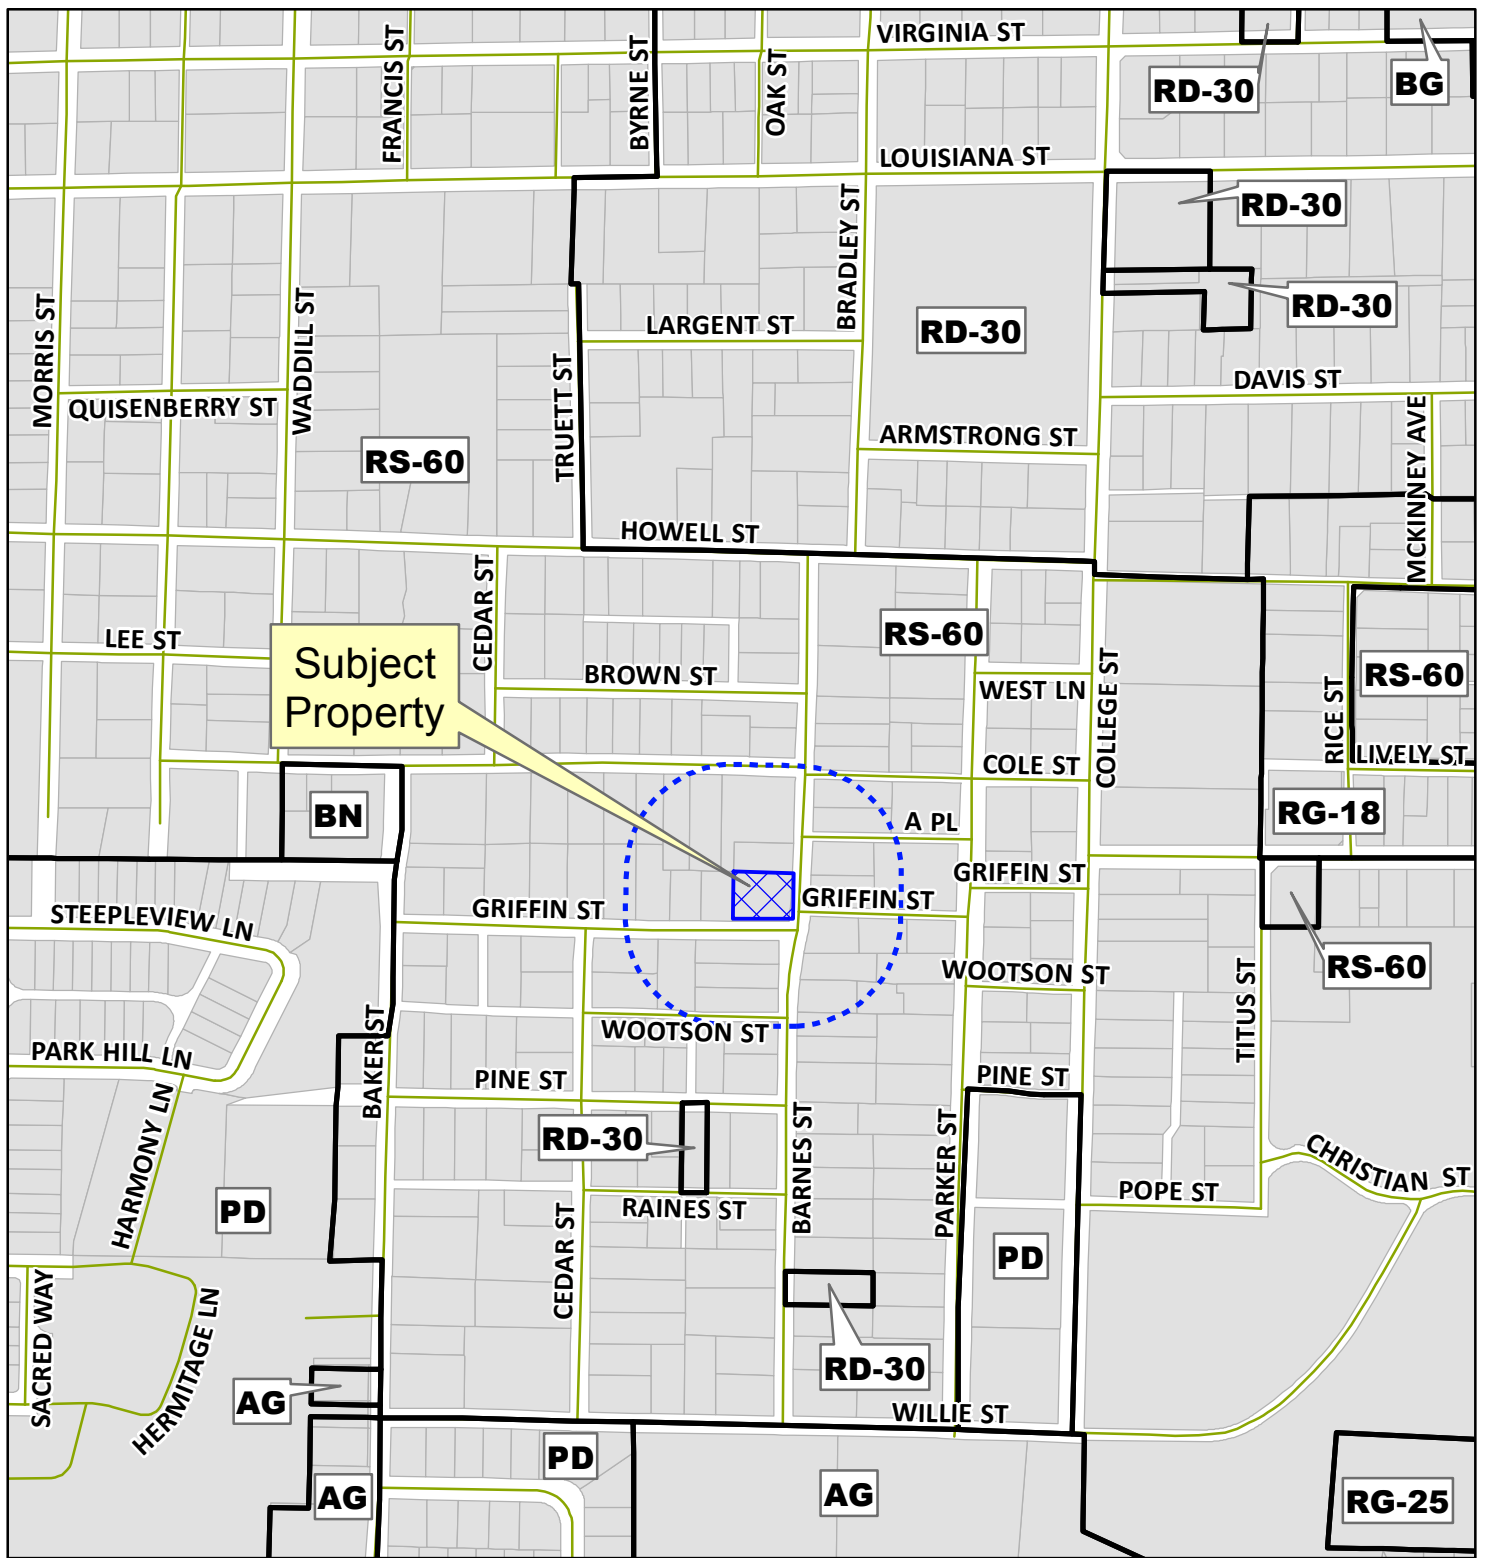 VIRGINIA ST
FRANCIS ST
BYRNE ST
OAK ST
RD-30
BG
LOUISIANA ST
RD-30
BRADLEY ST
RD-30
MORRIS ST
WADDILL ST
LARGENT ST
RD-30
TRUETT ST
DAVIS ST
QUISENBERRY ST
MCKINNEY AVE
ARMSTRONG ST
RS-60
HOWELL ST
CEDAR ST
LEE ST
RS-60
Subject
Property
BROWN ST
WEST LN
COLLEGE ST
RICE ST
RS-60
LIVELY ST
COLE ST
BN
A PL
RG-18
GRIFFIN ST
GRIFFIN ST
GRIFFIN ST
STEEPLEVIEW LN
WOOTSON ST
RS-60
TITUS ST
WOOTSON ST
BAKER ST
PARK HILL LN
PINE ST
PINE ST
HARMONY LN
RD-30
BARNES ST
PARKER ST
CHRISTIAN ST
POPE ST
PD
RAINES ST
CEDAR ST
PD
SACRED WAY
HERMITAGE LN
RD-30
AG
WILLIE ST
PD
AG
AG
RG-25